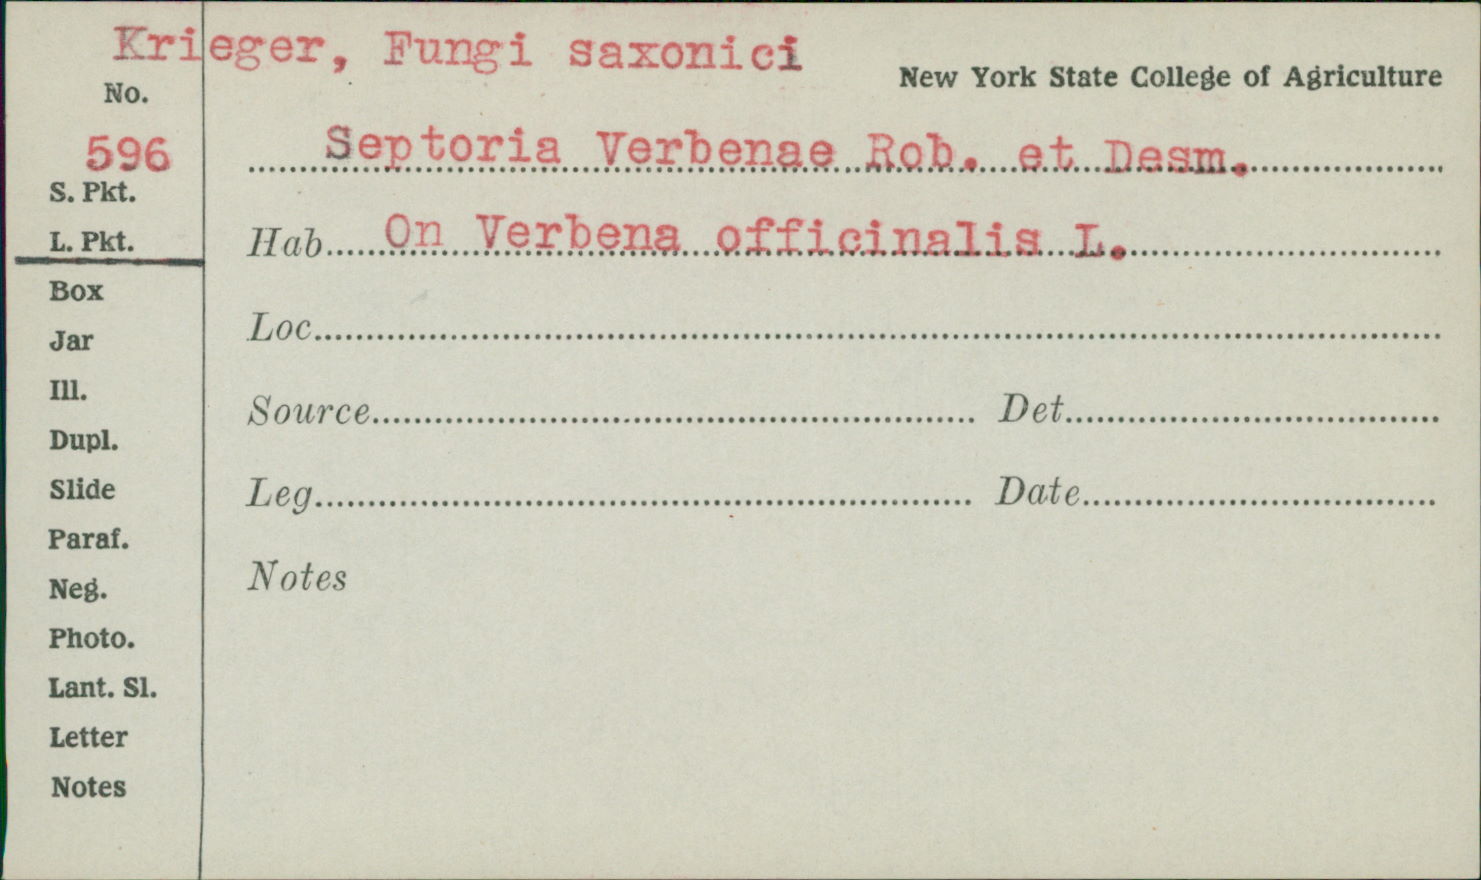 Krieger, Fungi saxonici
New York State College of Agriculture
No.
596
Septoria Verbenae Rob. et Desm.
S. Pkt.
L. Pkt.
Hab On Verbena officinalis L.
Box
Loc
Jar
Ill.
Source Det
Dupl.
Slide
Leg Date
Paraf.
Neg.
Notes
Photo.
Lant. Sl.
Letter
Notes